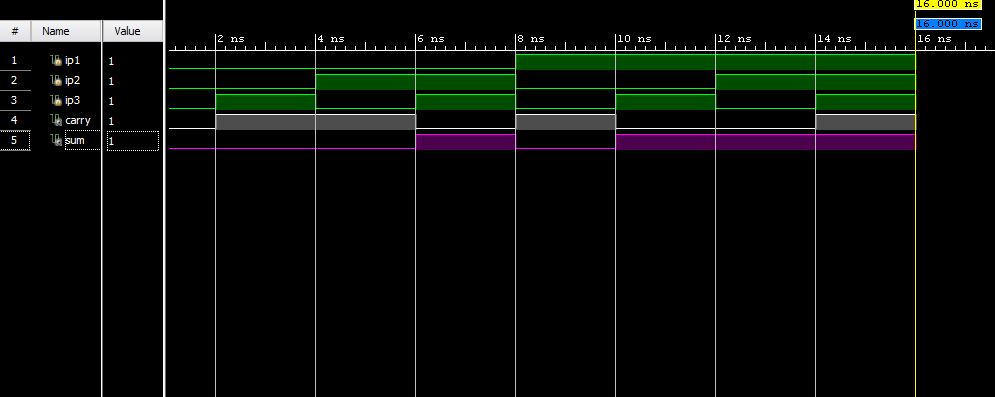 16.000 ns
16.000 ns
# Name Value
2 ns 4 ns 6 ns 8 ns 10 ns 12 ns 14 ns 16 ns
1 ip1 1
2 ip2 1
3 ip3 1
4 carry 1
5 sum 1